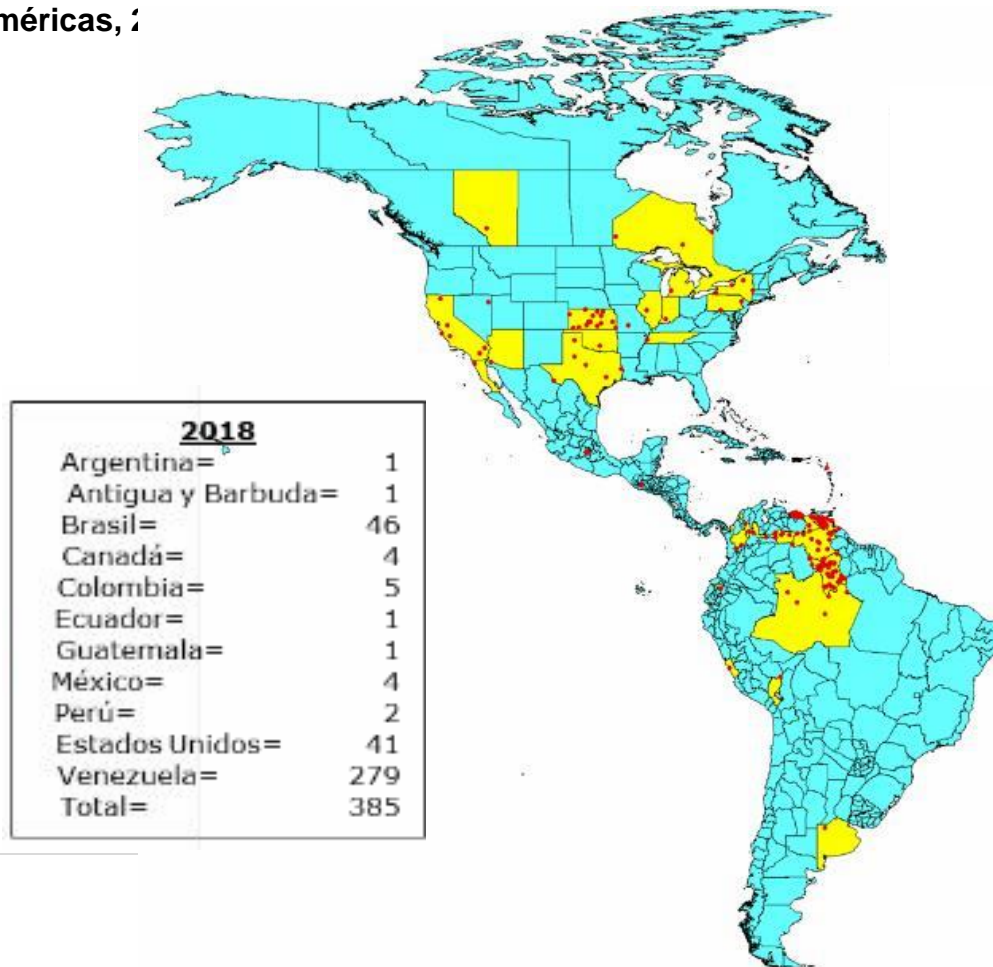 méricas, 2
2018
Argentina= 1
Antigua y Barbuda= 1
Brasil= 46
Canadá= 4
Colombia= 5
Ecuador= 1
Guatemala= 1
México= 4
Perú= 2
Estados Unidos= 41
Venezuela= 279
Total= 385